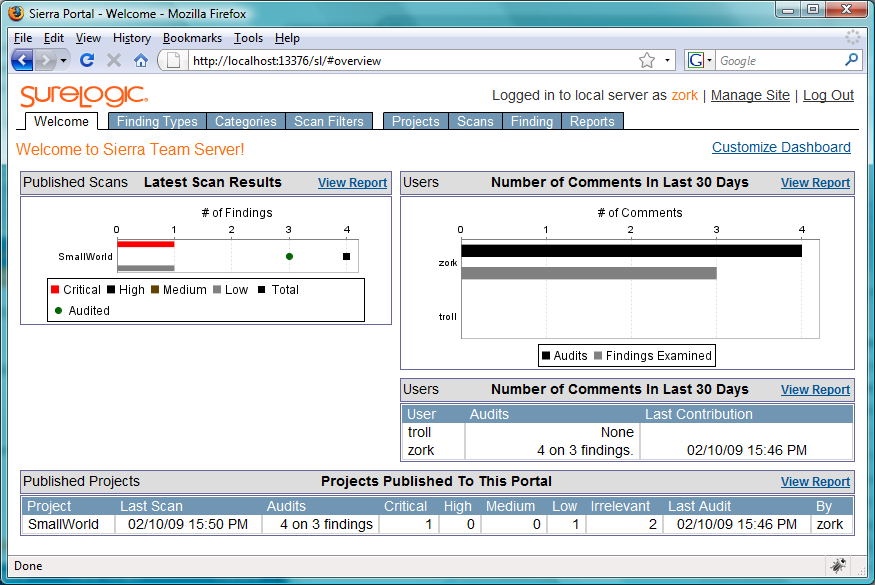 Sierra Portal - Welcome - Mozilla Firefox
File Edit View History Bookmarks Tools Help
http://localhost:13376/sl/#overview
G Google
SURELOGIC®
Logged in to local server as zork | Manage Site | Log Out
Welcome Finding Types Categories Scan Filters Projects Scans Finding Reports
Welcome to Sierra Team Server!
Customize Dashboard
Published Scans Latest Scan Results View Report
# of Findings
0 1 2 3 4
SmallWorld
Critical High Medium Low Total
Audited
Users Number of Comments In Last 30 Days View Report
# of Comments
0 1 2 3 4
zork
troll
Audits Findings Examined
Users Number of Comments In Last 30 Days View Report
User Audits Last Contribution
troll None
zork 4 on 3 findings. 02/10/09 15:46 PM
Published Projects Projects Published To This Portal View Report
Project Last Scan Audits Critical High Medium Low Irrelevant Last Audit By
SmallWorld 02/10/09 15:50 PM 4 on 3 findings 1 0 0 1 2 02/10/09 15:46 PM zork
Done